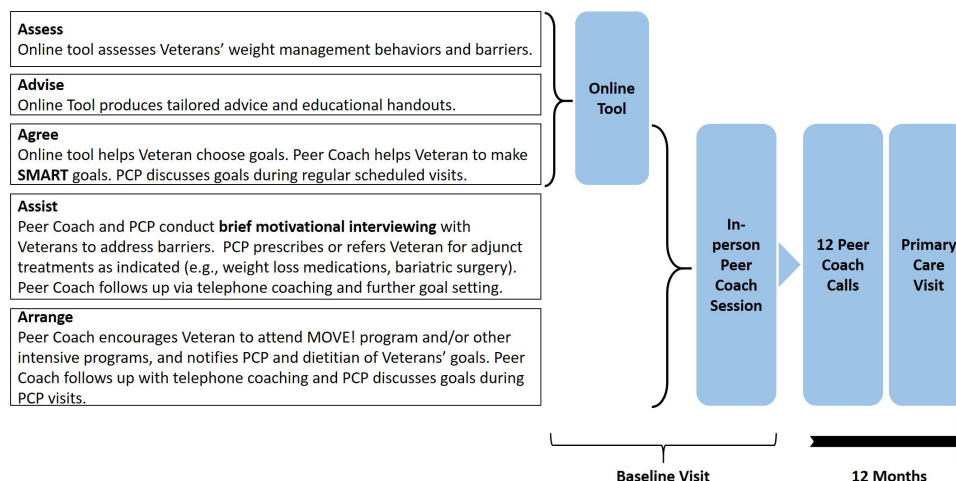 Assess
Online tool assesses Veterans’ weight management behaviors and barriers.
Advise
Online Tool produces tailored advice and educational handouts.
Agree
Online tool helps Veteran choose goals. Peer Coach helps Veteran to make
SMART goals. PCP discusses goals during regular scheduled visits.
Assist
Peer Coach and PCP conduct brief motivational interviewing with
Veterans to address barriers.  PCP prescribes or refers Veteran for adjunct
treatments as indicated (e.g., weight loss medications, bariatric surgery).
Peer Coach follows up via telephone coaching and further goal setting.
Arrange
Peer Coach encourages Veteran to attend MOVE! program and/or other
intensive programs, and notifies PCP and dietitian of Veterans’ goals. Peer
Coach follows up with telephone coaching and PCP discusses goals during
PCP visits.
Online
Tool
In-
person
Peer
Coach
Session
12 Peer
Coach
Calls
Primary
Care
Visit
Baseline Visit
12 Months